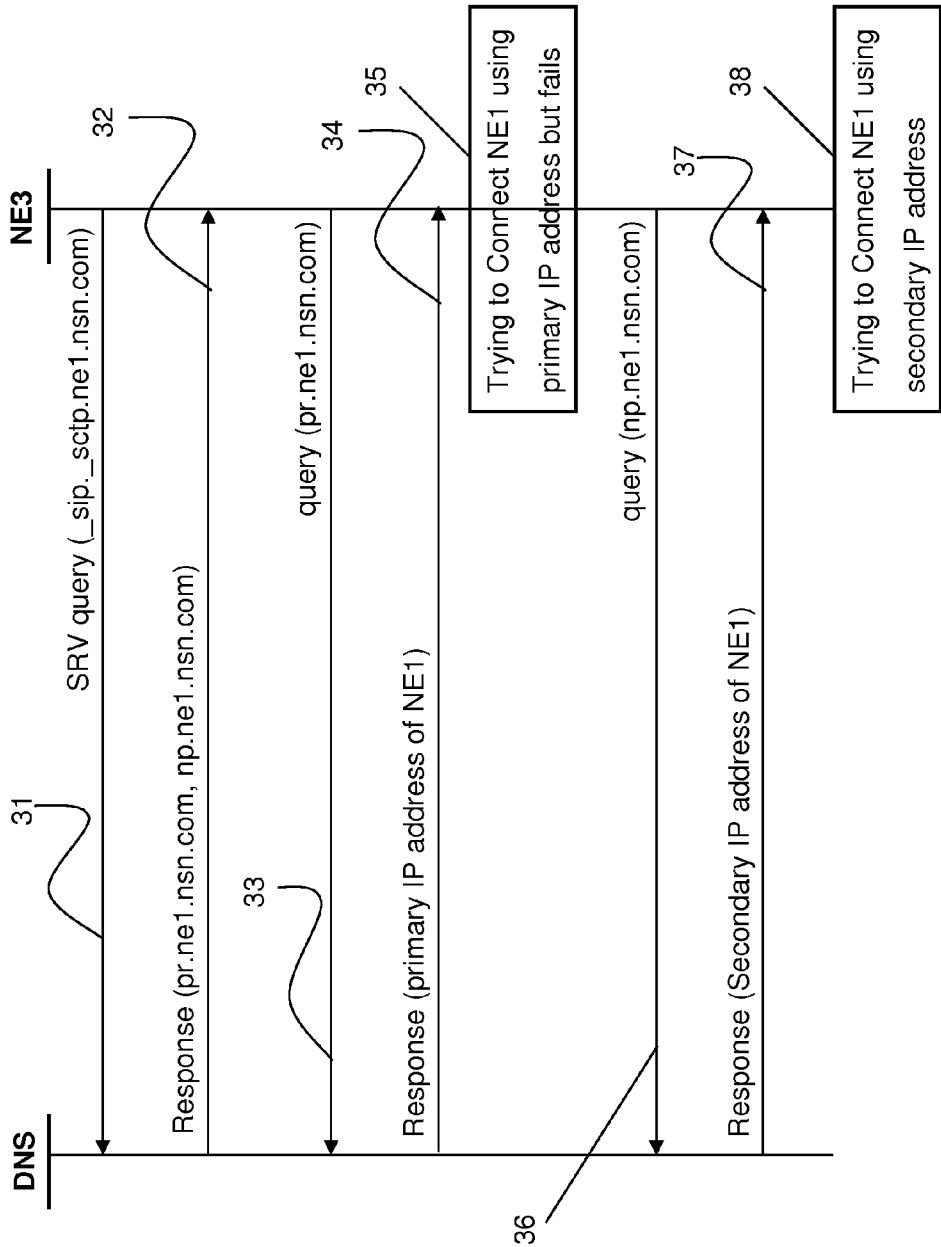 DNS
NE3
31
SRV query (_sip._sctp.ne1.nsn.com)
32
Response (pr.ne1.nsn.com, np.ne1.nsn.com)
33
query (pr.ne1.nsn.com)
34
Response (primary IP address of NE1)
35
Trying to Connect NE1 using
primary IP address but fails
36
query (np.ne1.nsn.com)
37
Response (Secondary IP address of NE1)
38
Trying to Connect NE1 using
secondary IP address